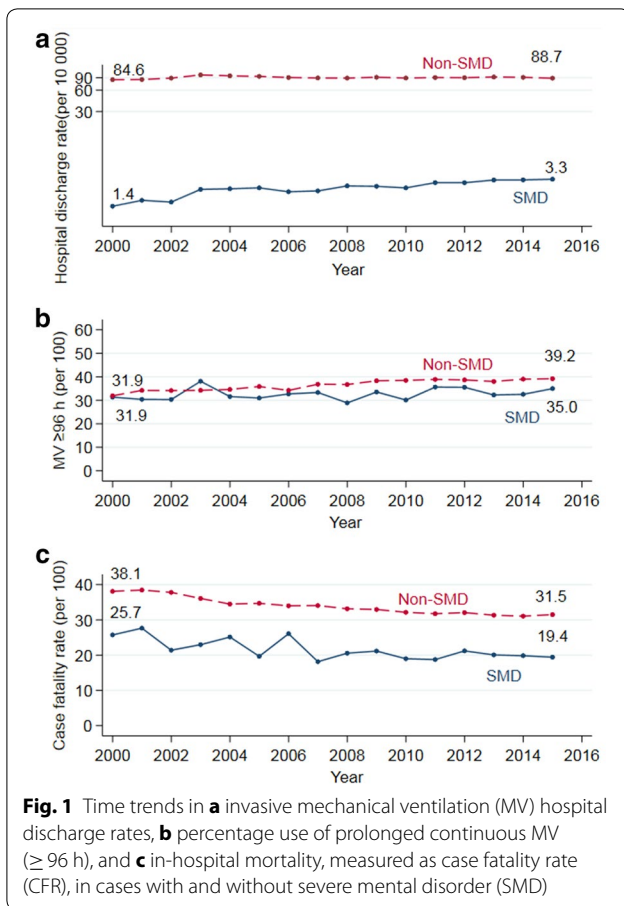 a
Hospital discharge rate(per 10 000)
90
60
30
84.6
Non-SMD
88.7
1.4
3.3
SMD
2000 2002 2004 2006 2008 2010 2012 2014 2016
Year
b
MV ≥96 h (per 100)
60
50
40
30
20
10
0
31.9
Non-SMD
39.2
31.9
35.0
SMD
2000 2002 2004 2006 2008 2010 2012 2014 2016
Year
c
Case fatality rate (per 100)
40
30
20
10
0
38.1
Non-SMD
31.5
25.7
19.4
SMD
2000 2002 2004 2006 2008 2010 2012 2014 2016
Year
Fig. 1 Time trends in a invasive mechanical ventilation (MV) hospital
discharge rates, b percentage use of prolonged continuous MV
(≥ 96 h), and c in-hospital mortality, measured as case fatality rate
(CFR), in cases with and without severe mental disorder (SMD)